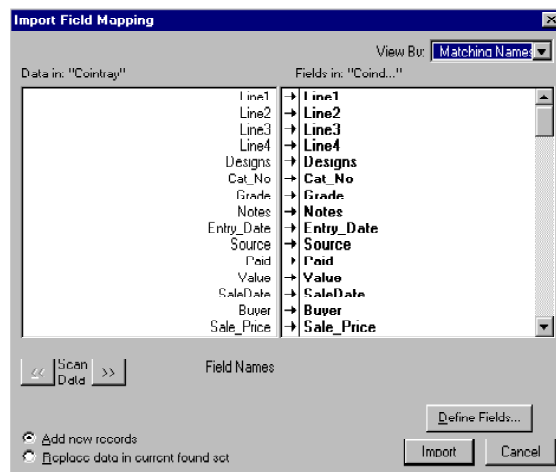 Import Field Mapping
View By: Matching Names
Data in: "Cointray" Fields in: "Coind..."
Line1 → Line1
Line2 → Line2
Line3 → Line3
Line4 → Line4
Designs → Designs
Cat_No → Cat_No
Grade → Grade
Notes → Notes
Entry_Date → Entry_Date
Source → Source
Paid → Paid
Value → Value
SaleDate → SaleDate
Buyer → Buyer
Sale_Price → Sale_Price
<< Scan Data >> Field Names
Define Fields...
Add new records
Replace data in current found set
Import Cancel